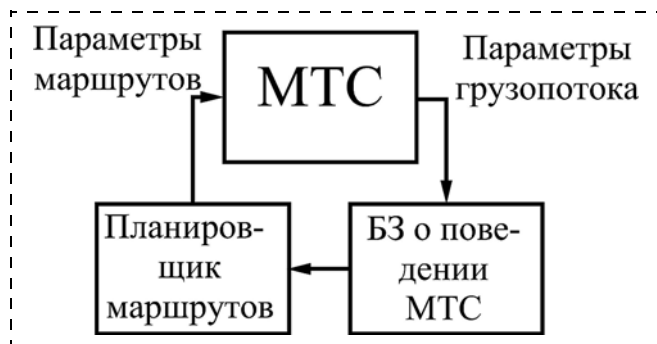 Параметры
маршрутов
МТС
Параметры
грузопотока
Планиров-
щик
маршрутов
БЗ о пове-
дении
МТС